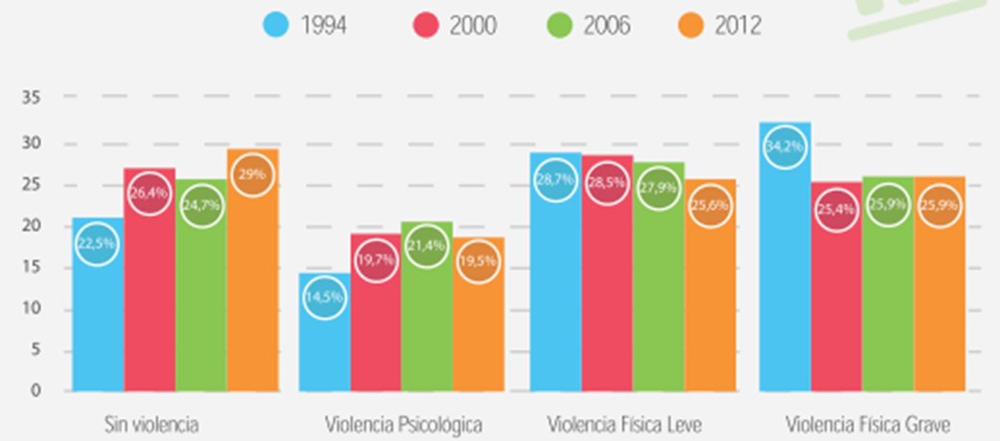 1994 2000 2006 2012
35
30
25
20
15
10
5
0
22,5% 26,4% 24,7% 29%
14,5% 19,7% 21,4% 19,5%
28,7% 28,5% 27,9% 25,6%
34,2% 25,4% 25,9% 25,9%
Sin violencia Violencia Psicológica Violencia Física Leve Violencia Física Grave